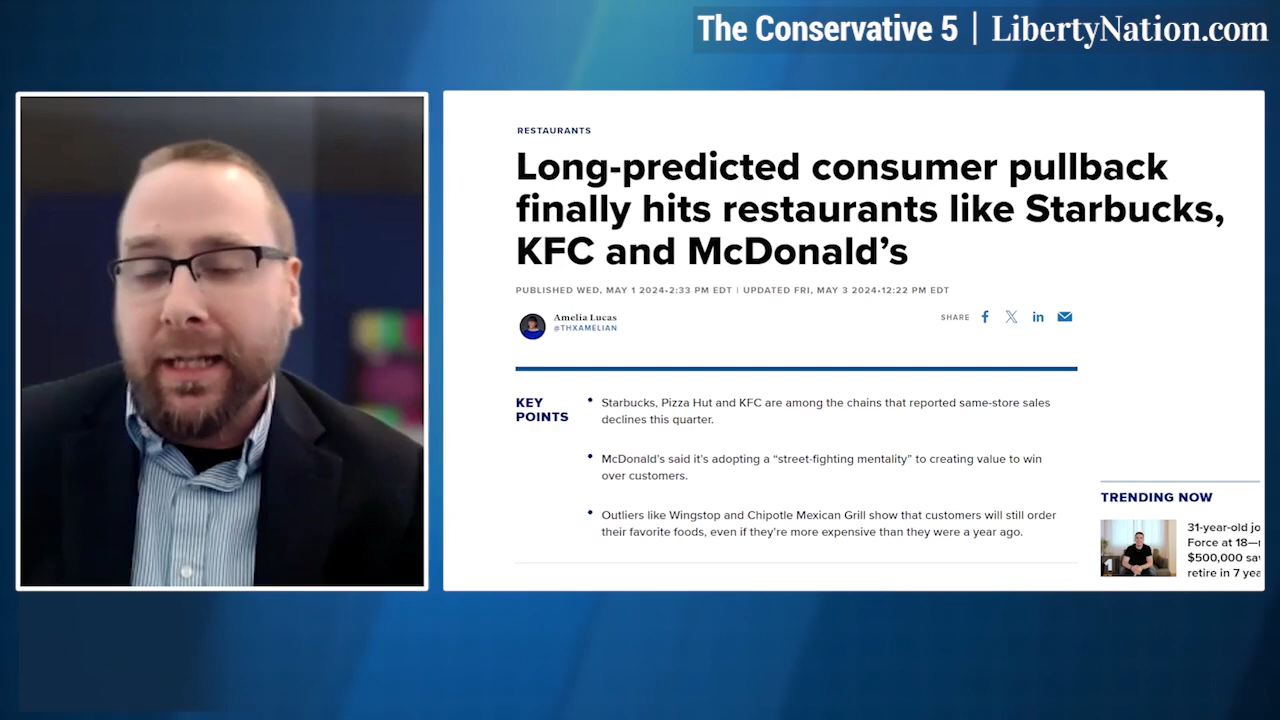 The Conservative 5 | LibertyNation.com
RESTAURANTS
Long-predicted consumer pullback
finally hits restaurants like Starbucks,
KFC and McDonald’s
PUBLISHED WED, MAY 1 2024•2:33 PM EDT | UPDATED FRI, MAY 3 2024•12:22 PM EDT
Amelia Lucas
@THXAMELIAN
SHARE
KEY
POINTS
• Starbucks, Pizza Hut and KFC are among the chains that reported same-store sales
declines this quarter.
• McDonald’s said it’s adopting a “street-fighting mentality” to creating value to win
over customers.
• Outliers like Wingstop and Chipotle Mexican Grill show that customers will still order
their favorite foods, even if they’re more expensive than they were a year ago.
TRENDING NOW
1
31-year-old jo
Force at 18—
$500,000 sa
retire in 7 yea